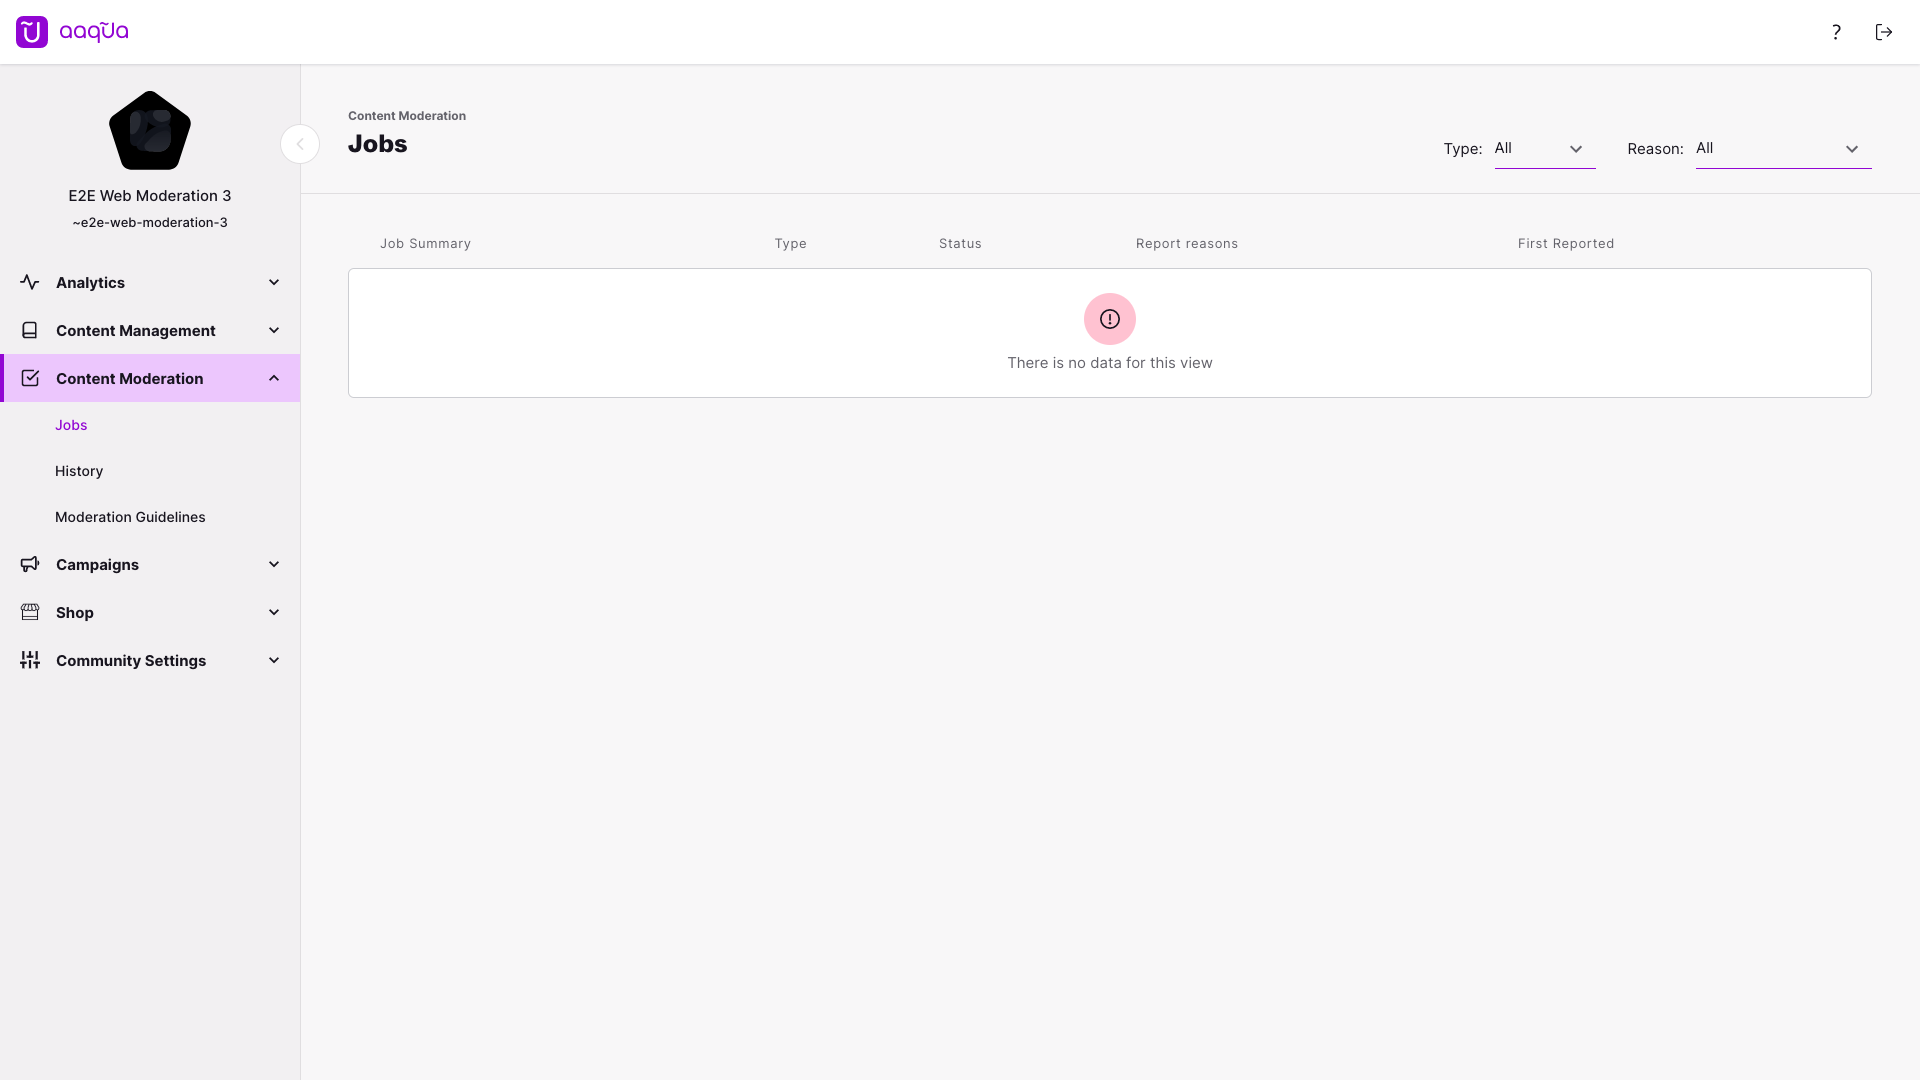 aaqũa
?
E2E Web Moderation 3
~e2e-web-moderation-3
Analytics
Content Management
Content Moderation
Jobs
History
Moderation Guidelines
Campaigns
Shop
Community Settings
Content Moderation
Jobs
Type: All
Reason: All
Job Summary Type Status Report reasons First Reported
There is no data for this view